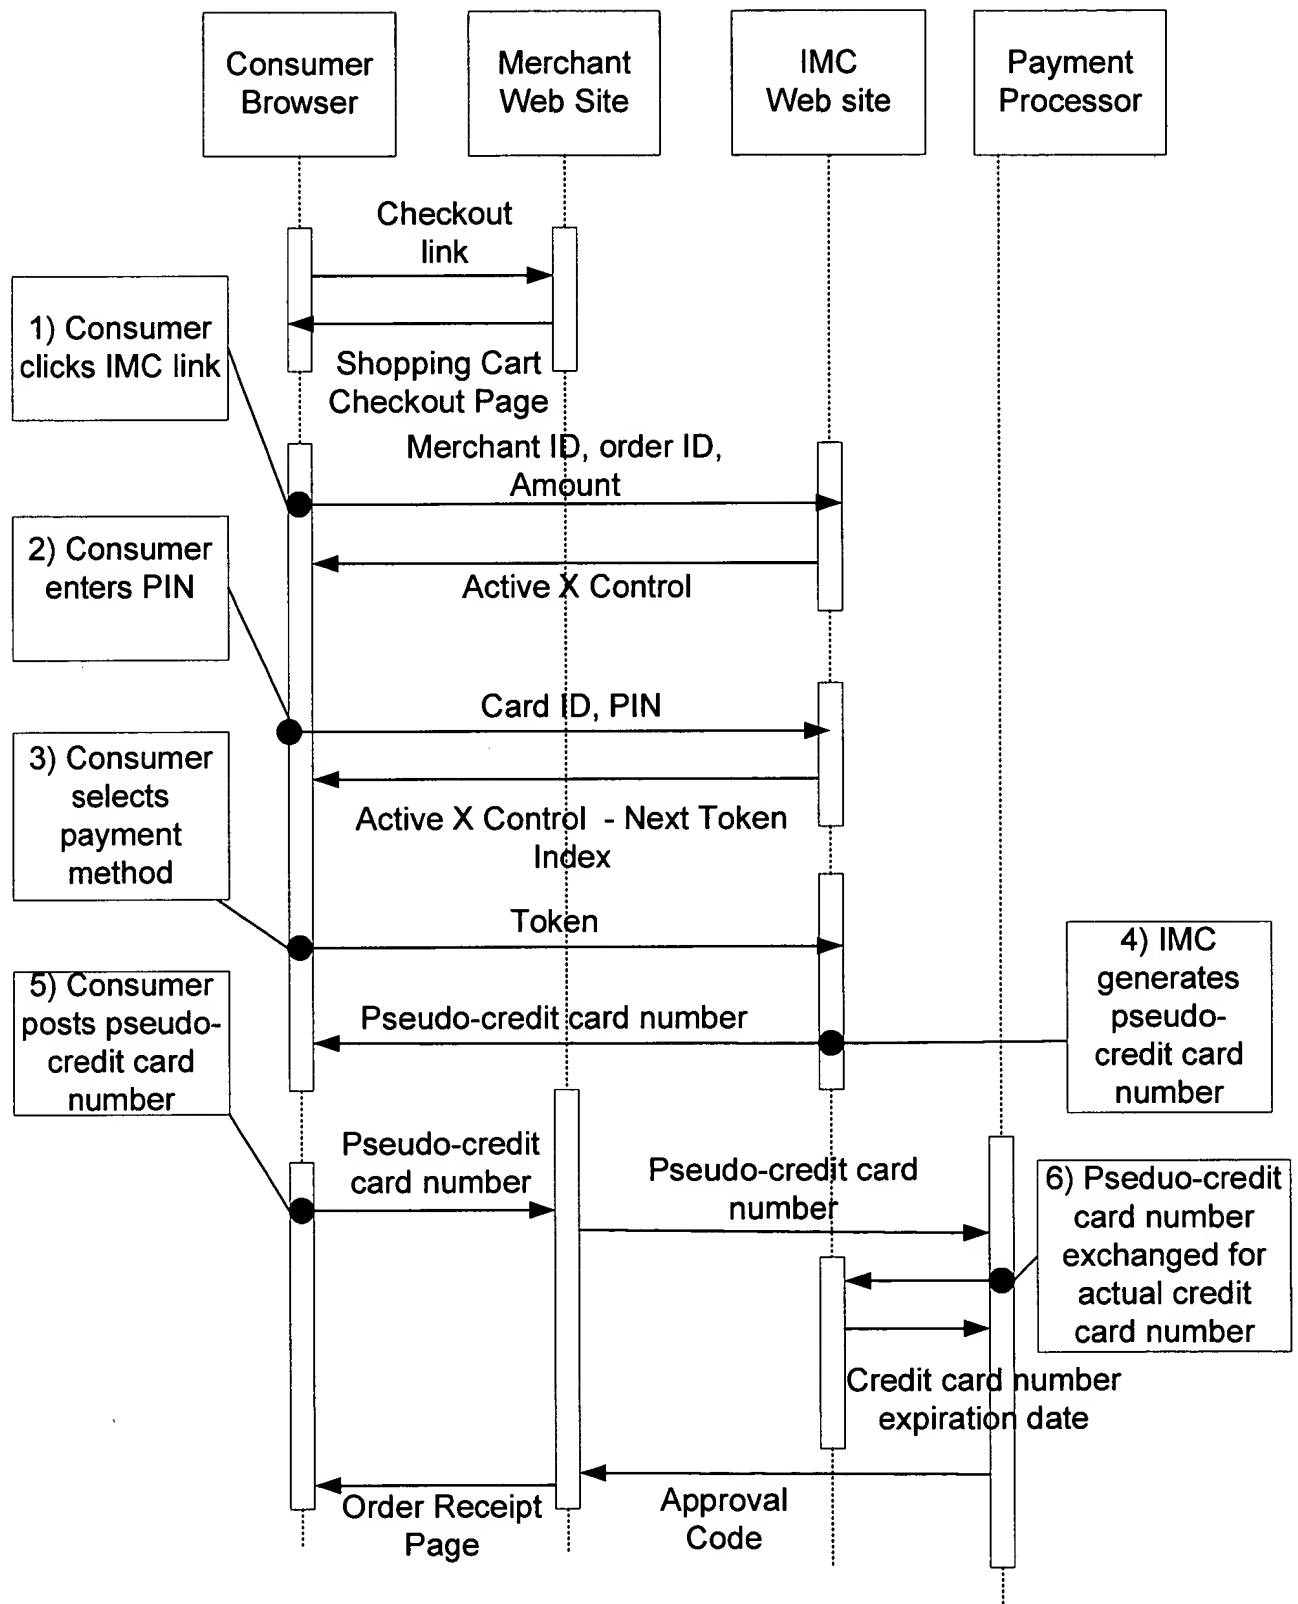 Consumer
Browser
Merchant
Web Site
IMC
Web site
Payment
Processor
Checkout
link
1) Consumer
clicks IMC link
Shopping Cart
Checkout Page
Merchant ID, order ID,
Amount
2) Consumer
enters PIN
Active X Control
Card ID, PIN
3) Consumer
selects
payment
method
Active X Control - Next Token
Index
Token
4) IMC
generates
pseudo-
credit card
number
5) Consumer
posts pseudo-
credit card
number
Pseudo-credit card number
Pseudo-credit
card number
Pseudo-credit card
number
6) Pseduo-credit
card number
exchanged for
actual credit
card number
Credit card number
expiration date
Approval
Code
Order Receipt
Page